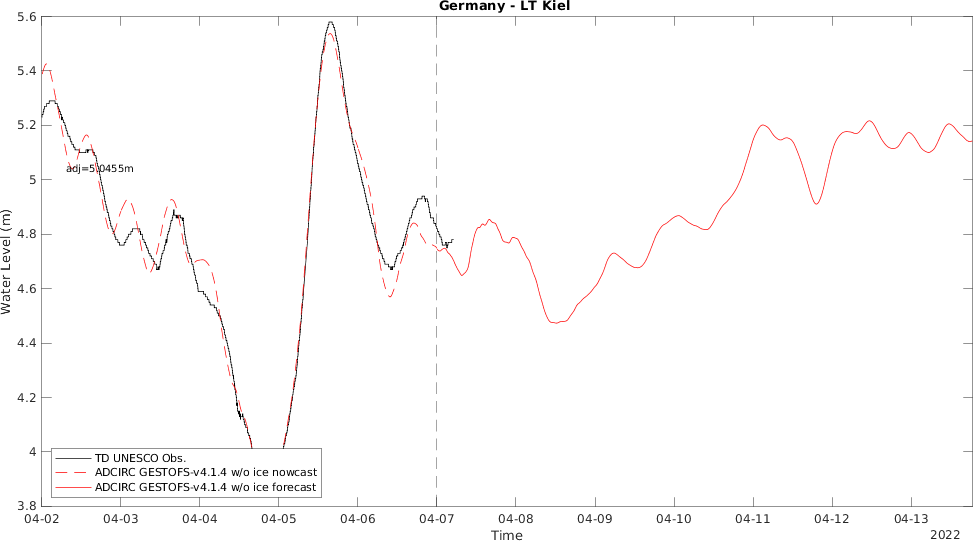 Germany - LT Kiel
Water Level (m)
5.6
5.4
5.2
5
4.8
4.6
4.4
4.2
4
3.8
adj=5.0455m
TD UNESCO Obs.
ADCIRC GESTOFS-v4.1.4 w/o ice nowcast
ADCIRC GESTOFS-v4.1.4 w/o ice forecast
04-02 04-03 04-04 04-05 04-06 04-07 04-08 04-09 04-10 04-11 04-12 04-13
Time
2022